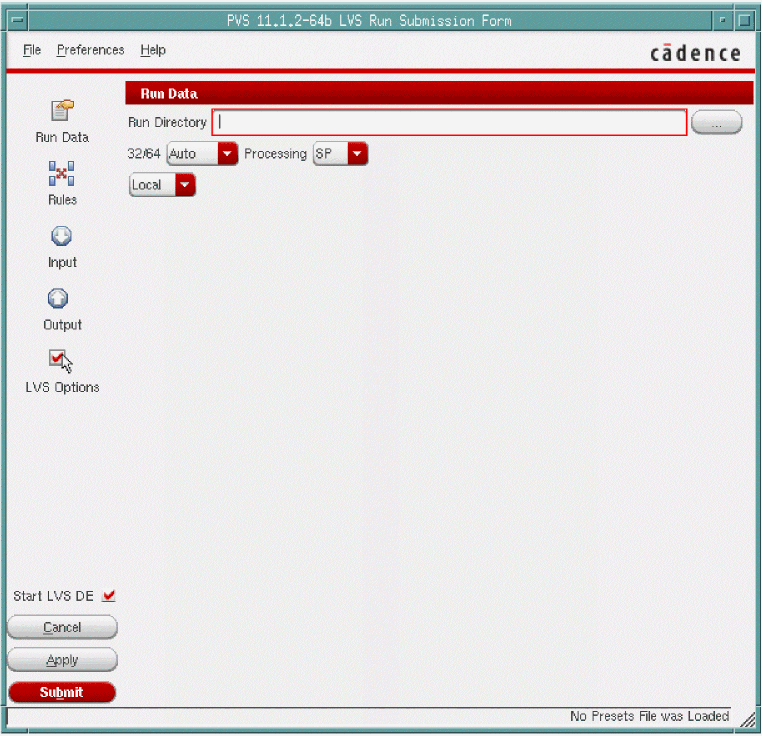 PVS 11.1.2-64b LVS Run Submission Form
File Preferences Help
cādence
Run Data
Run Directory ...
Run Data
32/64 Auto Processing SP
Local
Rules
Input
Output
LVS Options
Start LVS DE
Cancel
Apply
Submit
No Presets File was Loaded